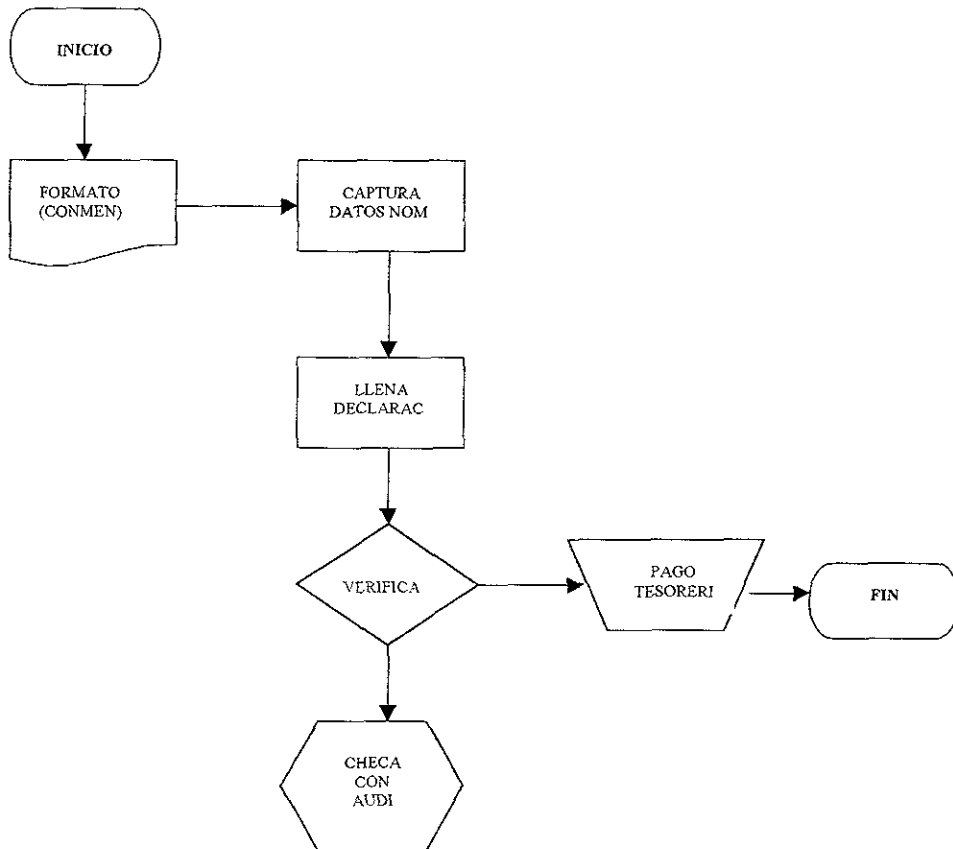 INICIO
FORMATO
(CONMEN)
CAPTURA
DATOS NOM
LLENA
DECLARAC
VERIFICA
PAGO
TESORERI
FIN
CHECA
CON
AUDI